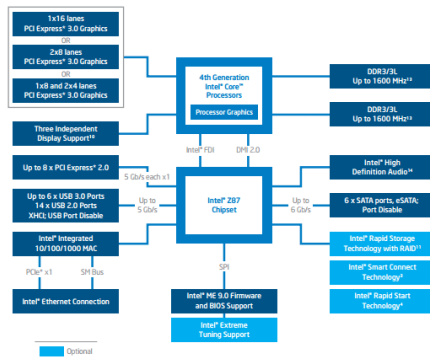 1x16 lanes
PCI Express* 3.0 Graphics
OR
2x8 lanes
PCI Express* 3.0 Graphics
OR
1x8 and 2x4 lanes
PCI Express* 3.0 Graphics
4th Generation
Intel® Core™
Processors
Processor Graphics
DDR3/3L
Up to 1600 MHz¹³
DDR3/3L
Up to 1600 MHz¹³
Three Independent
Display Support¹⁰
Intel® FDI
DMI 2.0
Up to 8 x PCI Express* 2.0
5 Gb/s each x1
Intel® High
Definition Audio¹⁴
Up to 6 x USB 3.0 Ports
14 x USB 2.0 Ports
XHCI; USB Port Disable
Up to
5 Gb/s
Intel® Z87
Chipset
Up to
6 Gb/s
6 x SATA ports, eSATA;
Port Disable
Intel® Integrated
10/100/1000 MAC
Intel® Rapid Storage
Technology with RAID¹¹
PCIe* x1
SM Bus
SPI
Intel® Smart Connect
Technology
Intel® Ethernet Connection
Intel® ME 9.0 Firmware
and BIOS Support
Intel® Rapid Start
Technology
Intel® Extreme
Tuning Support
Optional